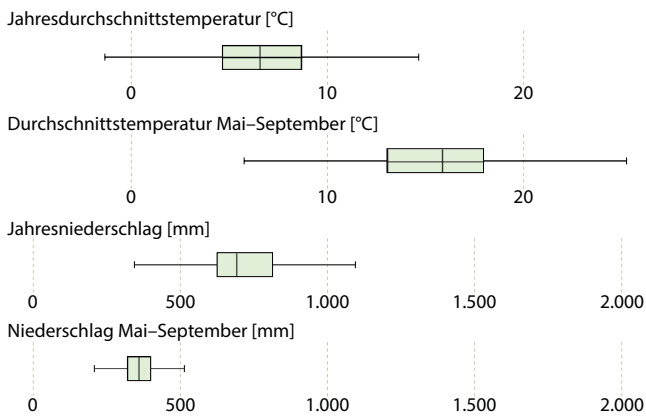 Jahresdurchschnittstemperatur [°C]
0 10 20
Durchschnittstemperatur Mai–September [°C]
0 10 20
Jahresniederschlag [mm]
0 500 1.000 1.500 2.000
Niederschlag Mai–September [mm]
0 500 1.000 1.500 2.000